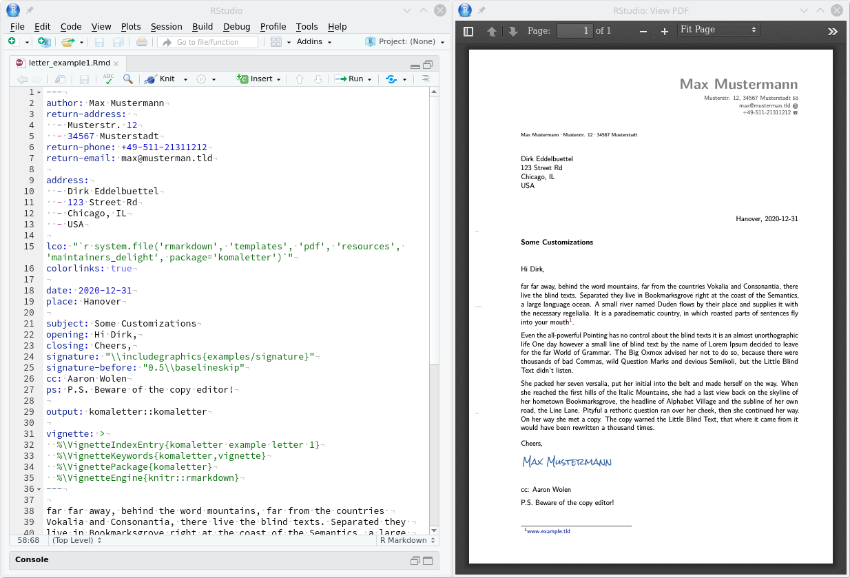 RStudio
File Edit Code View Plots Session Build Debug Profile Tools Help
Go to file/function Addins Project: (None)
letter_example1.Rmd
ABC Knit Insert Run
1 ---
2 author: Max Mustermann
3 return-address:
4 - Musterstr. 12
5 - 34567 Musterstadt
6 return-phone: +49-511-21311212
7 return-email: max@musterman.tld
8
9 address:
10 - Dirk Eddelbuettel
11 - 123 Street Rd
12 - Chicago, IL
13 - USA
14
15 lco: "`r system.file('rmarkdown', 'templates', 'pdf', 'resources',
'maintainers_delight', package='komaletter')`"
16 colorlinks: true
17
18 date: 2020-12-31
19 place: Hanover
20
21 subject: Some Customizations
22 opening: Hi Dirk,
23 closing: Cheers,
24 signature: "\\includegraphics{examples/signature}"
25 signature-before: "0.5\\baselineskip"
26 cc: Aaron Wolen
27 ps: P.S. Beware of the copy editor!
28
29 output: komaletter::komaletter
30
31 vignette: >
32 %\VignetteIndexEntry{komaletter example letter 1}
33 %\VignetteKeywords{komaletter,vignette}
34 %\VignettePackage{komaletter}
35 %\VignetteEngine{knitr::rmarkdown}
36 ---
37
38 far far away, behind the word mountains, far from the countries
39 Vokalia and Consonantia, there live the blind texts. Separated they
40 live in Bookmarksgrove right at the coast of the Semantics, a large
58:68 (Top Level) R Markdown
Console
RStudio: View PDF
Page: 1 of 1 Fit Page
Max Mustermann
Musterstr. 12, 34567 Musterstadt
max@musterman.tld
+49-511-21311212
Max Mustermann · Musterstr. 12 · 34567 Musterstadt
Dirk Eddelbuettel
123 Street Rd
Chicago, IL
USA
Hanover, 2020-12-31
Some Customizations
Hi Dirk,
far far away, behind the word mountains, far from the countries Vokalia and Consonantia, there
live the blind texts. Separated they live in Bookmarksgrove right at the coast of the Semantics,
a large language ocean. A small river named Duden flows by their place and supplies it with
the necessary regelialia. It is a paradisematic country, in which roasted parts of sentences fly
into your mouth1.
Even the all-powerful Pointing has no control about the blind texts it is an almost unorthographic
life One day however a small line of blind text by the name of Lorem Ipsum decided to leave
for the far World of Grammar. The Big Oxmox advised her not to do so, because there were
thousands of bad Commas, wild Question Marks and devious Semikoli, but the Little Blind
Text didn't listen.
She packed her seven versalia, put her initial into the belt and made herself on the way. When
she reached the first hills of the Italic Mountains, she had a last view back on the skyline of
her hometown Bookmarksgrove, the headline of Alphabet Village and the subline of her own
road, the Line Lane. Pityful a rethoric question ran over her cheek, then she continued her way.
On her way she met a copy. The copy warned the Little Blind Text, that where it came from it
would have been rewritten a thousand times.
Cheers,
Max Mustermann
cc: Aaron Wolen
P.S. Beware of the copy editor!
1www.example.tld